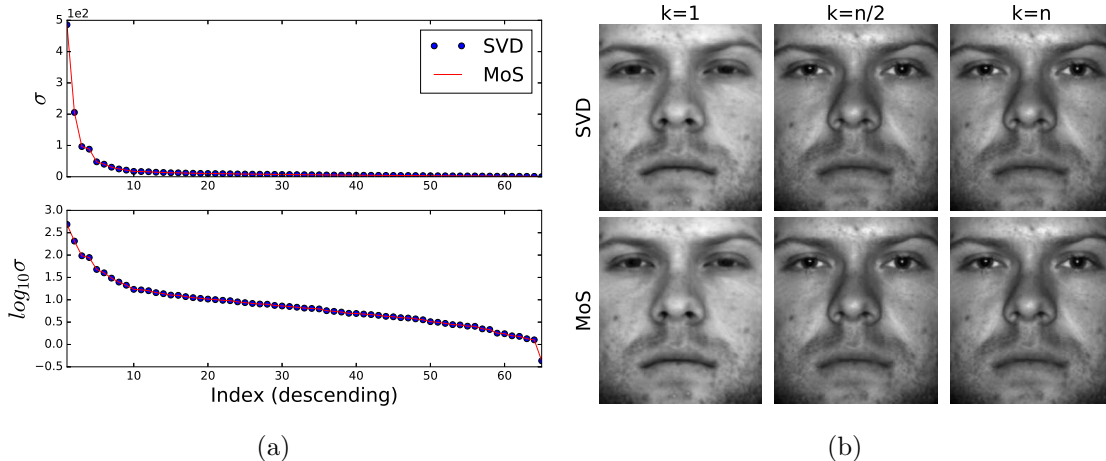 5 1e2
4
3
2
1
0
σ
SVD
MoS
10 20 30 40 50 60
3.0
2.5
2.0
1.5
1.0
0.5
0.0
−0.5
log₁₀σ
10 20 30 40 50 60
Index (descending)
(a)
k=1 k=n/2 k=n
SVD
MoS
(b)